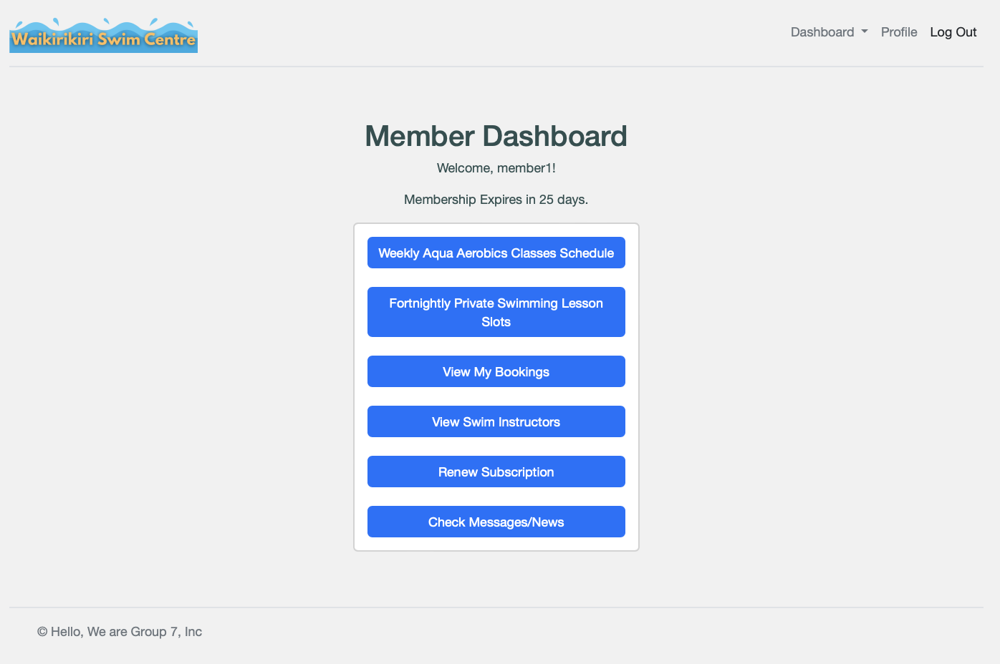 Waikirikiri Swim Centre
Dashboard
Profile
Log Out
Member Dashboard
Welcome, member1!
Membership Expires in 25 days.
Weekly Aqua Aerobics Classes Schedule
Fortnightly Private Swimming Lesson
Slots
View My Bookings
View Swim Instructors
Renew Subscription
Check Messages/News
© Hello, We are Group 7, Inc